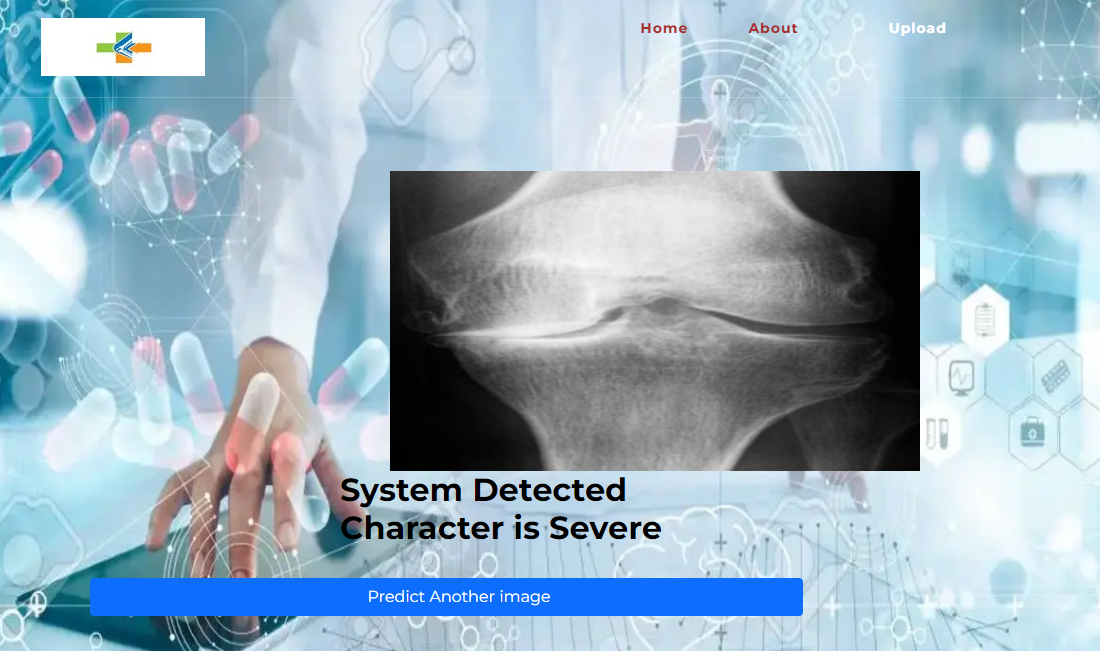 Home About Upload
System Detected
Character is Severe
Predict Another image